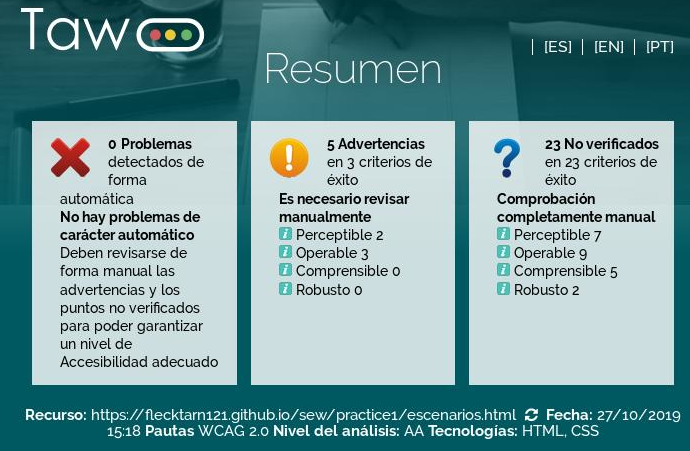 Taw
[ES] [EN] [PT]
Resumen
0 Problemas
detectados de
forma
automática
No hay problemas de
carácter automático
Deben revisarse de
forma manual las
advertencias y los
puntos no verificados
para poder garantizar
un nivel de
Accesibilidad adecuado
5 Advertencias
en 3 criterios de
éxito
Es necesario revisar
manualmente
Perceptible 2
Operable 3
Comprensible 0
Robusto 0
23 No verificados
en 23 criterios de
éxito
Comprobación
completamente manual
Perceptible 7
Operable 9
Comprensible 5
Robusto 2
Recurso: https://flecktarn121.github.io/sew/practice1/escenarios.html Fecha: 27/10/2019
15:18 Pautas WCAG 2.0 Nivel del análisis: AA Tecnologías: HTML, CSS